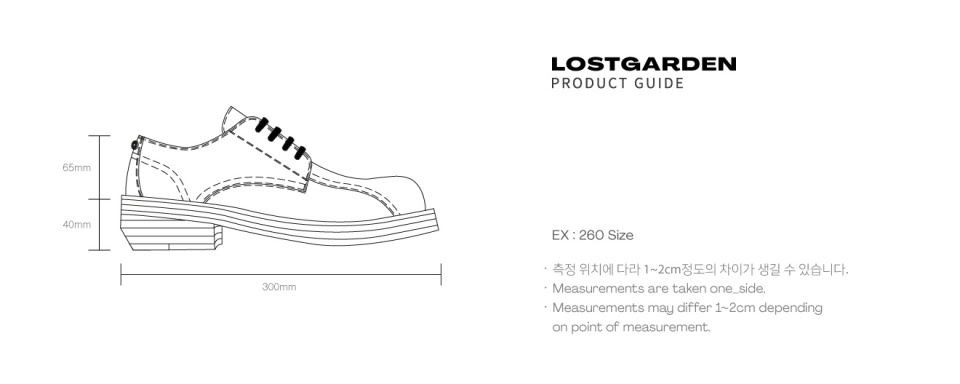 LOSTGARDEN
PRODUCT GUIDE
65mm
40mm
300mm
EX : 260 Size
· 측정 위치에 다라 1~2cm정도의 차이가 생길 수 있습니다.
· Measurements are taken one_side.
· Measurements may differ 1~2cm depending
on point of measurement.